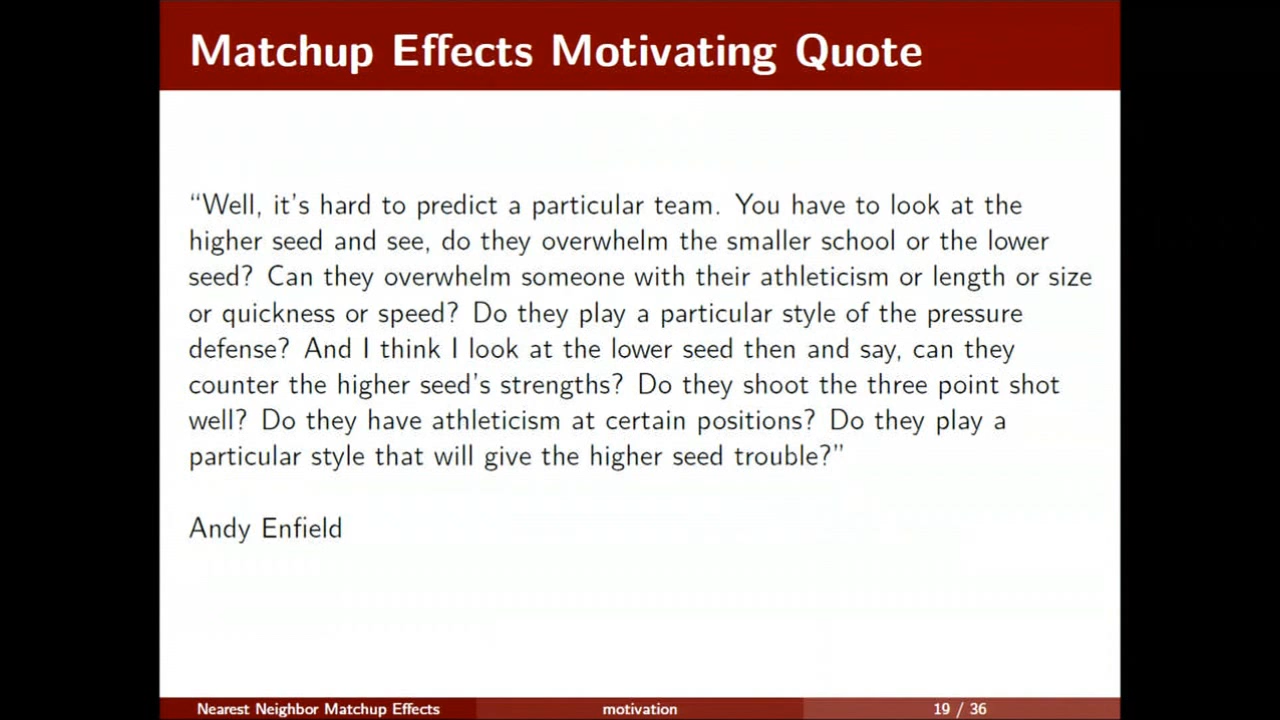 Matchup Effects Motivating Quote
“Well, it’s hard to predict a particular team. You have to look at the
higher seed and see, do they overwhelm the smaller school or the lower
seed? Can they overwhelm someone with their athleticism or length or size
or quickness or speed? Do they play a particular style of the pressure
defense? And I think I look at the lower seed then and say, can they
counter the higher seed’s strengths? Do they shoot the three point shot
well? Do they have athleticism at certain positions? Do they play a
particular style that will give the higher seed trouble?”
Andy Enfield
Nearest Neighbor Matchup Effects motivation 19 / 36